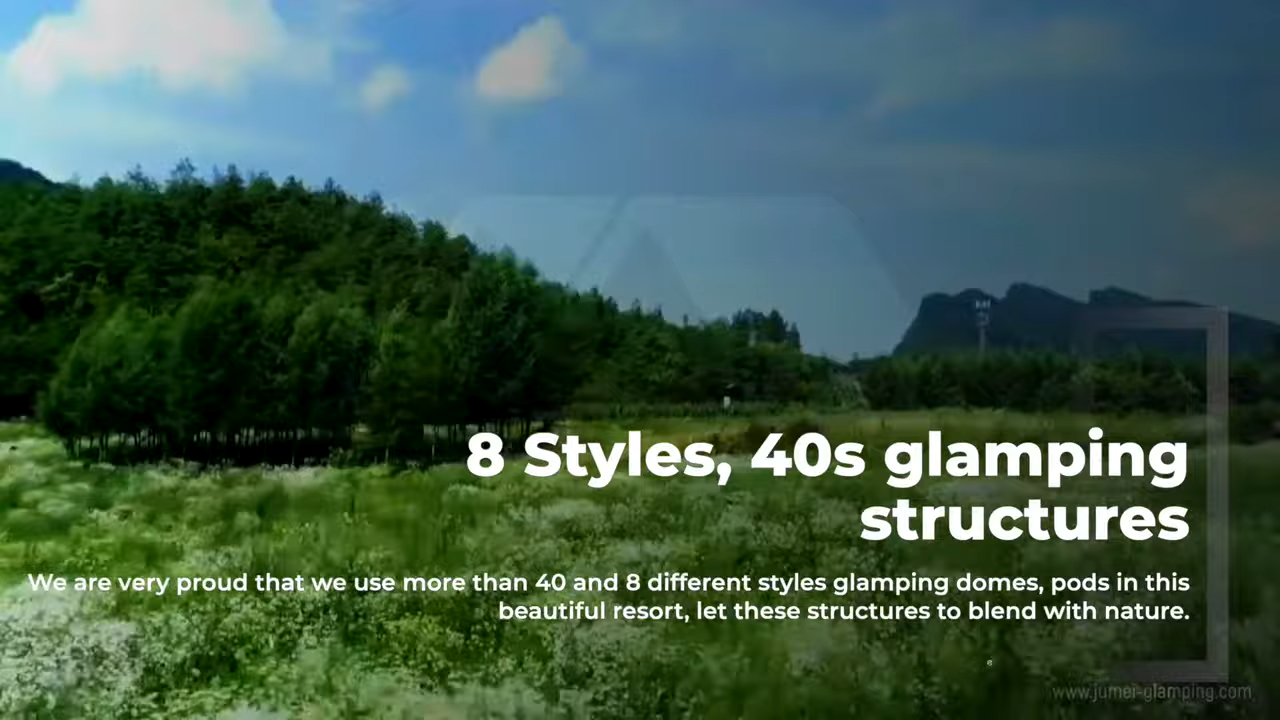 8 Styles, 40s glamping
structures
We are very proud that we use more than 40 and 8 different styles glamping domes, pods in this
beautiful resort, let these structures to blend with nature.
www.jumei-glamping.com